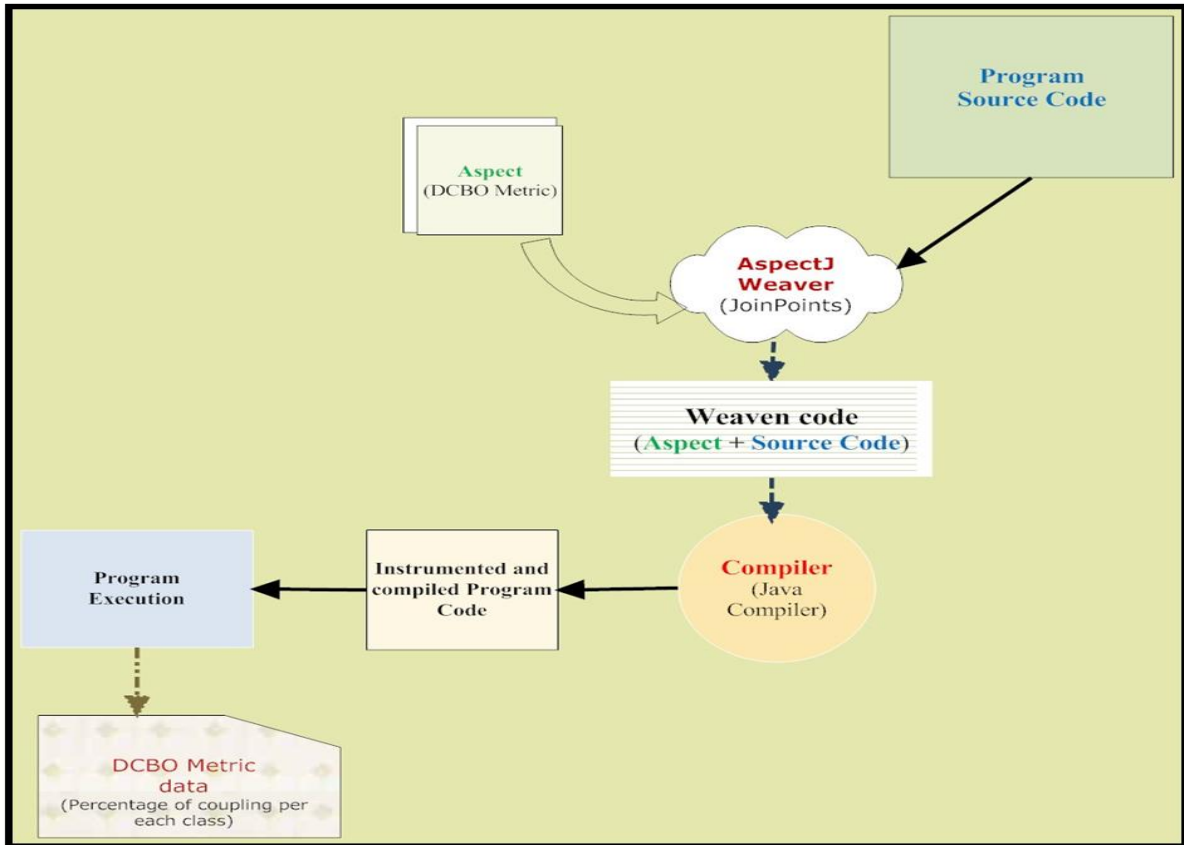 Program
Source Code
Aspect
(DCBO Metric)
AspectJ
Weaver
(JoinPoints)
Weaven code
(Aspect + Source Code)
Compiler
(Java
Compiler)
Instrumented and
compiled Program
Code
Program
Execution
DCBO Metric
data
(Percentage of coupling per
each class)